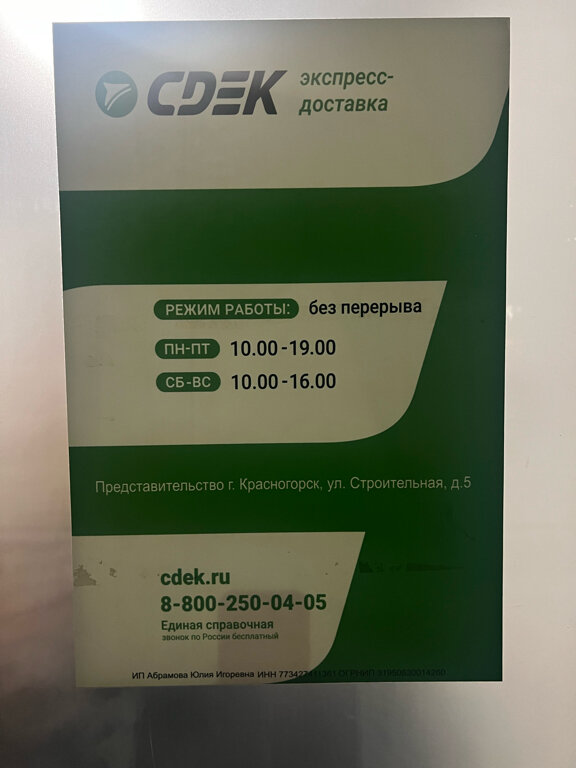 CDEK экспресс-
доставка
РЕЖИМ РАБОТЫ: без перерыва
ПН-ПТ 10.00-19.00
СБ-ВС 10.00-16.00
Представительство г. Красногорск, ул. Строительная, д.5
cdek.ru
8-800-250-04-05
Единая справочная
звонок по России бесплатный
ИП Абрамова Юлия Игоревна ИНН ОГРНИП